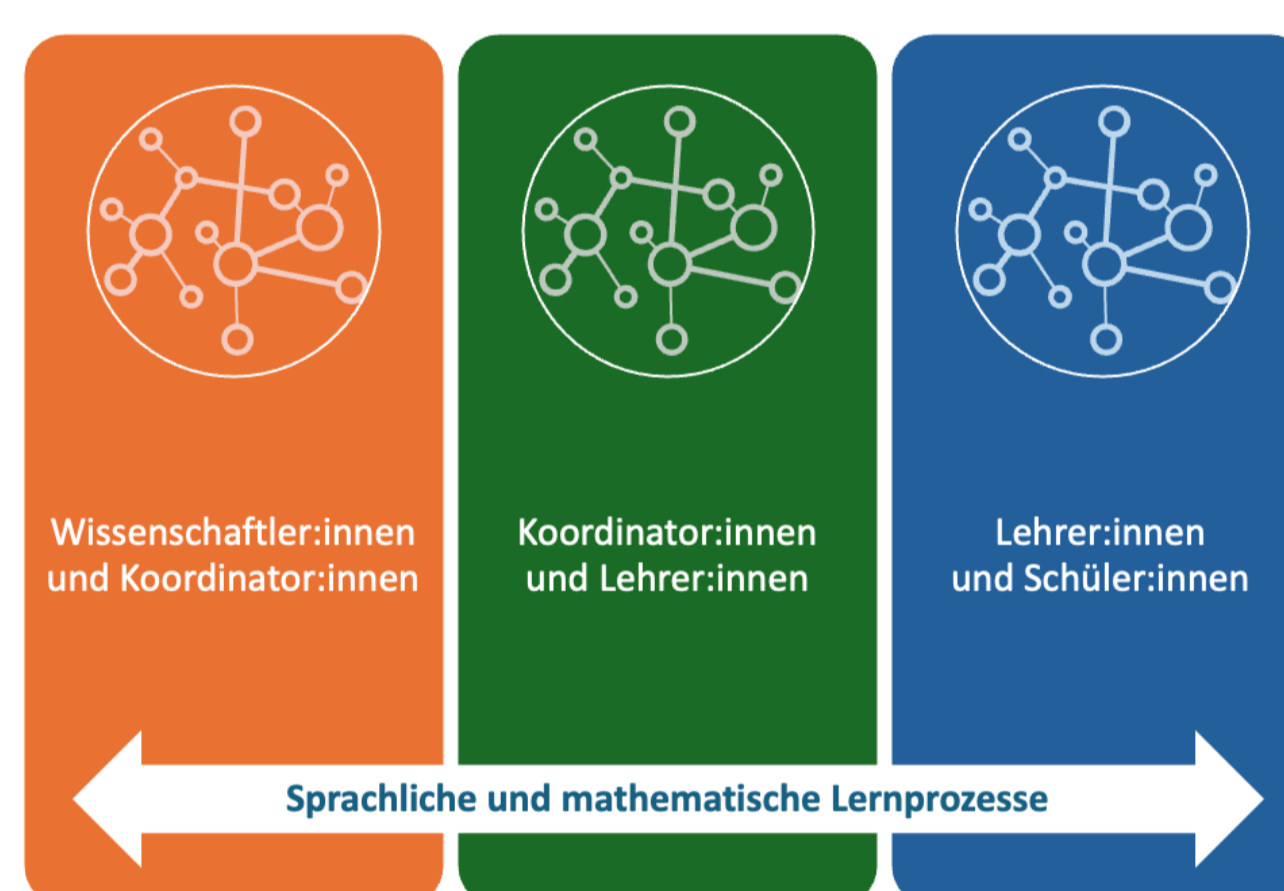 Wissenschaftler:innen
und Koordinator:innen
Koordinator:innen
und Lehrer:innen
Lehrer:innen
und Schüler:innen
Sprachliche und mathematische Lernprozesse